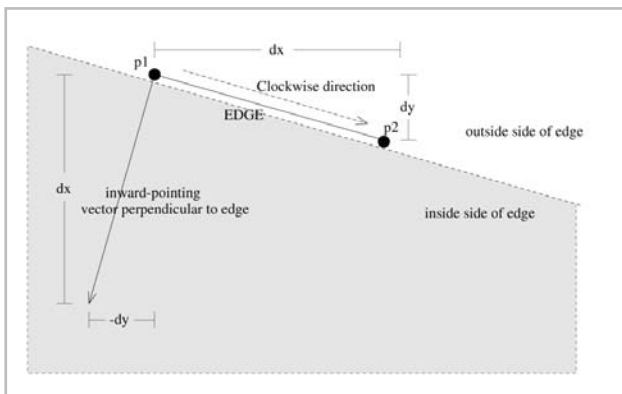 dx
p1
Clockwise direction
dy
EDGE
p2
outside side of edge
dx
inward-pointing
vector perpendicular to edge
inside side of edge
-dy